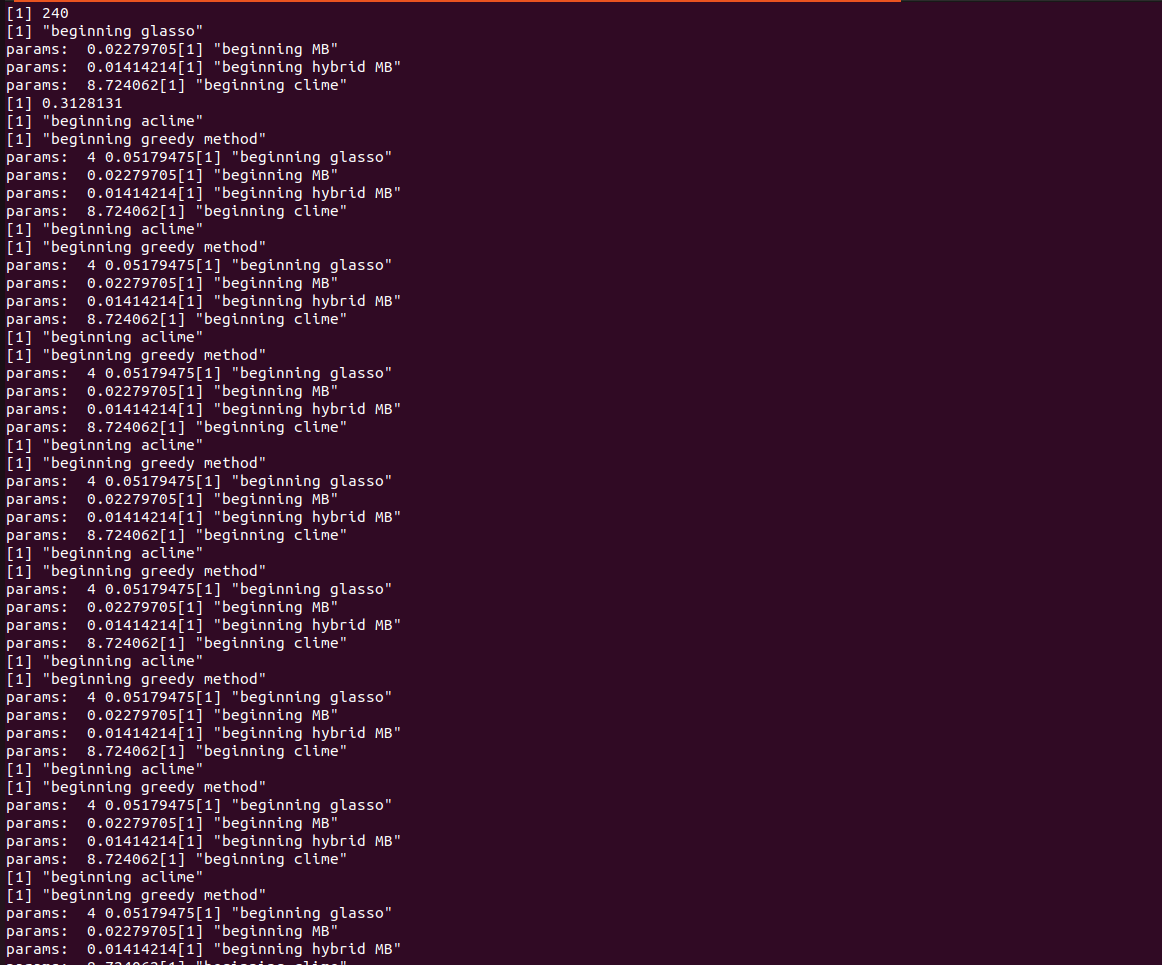 [1] 240
[1] "beginning glasso"
params:  0.02279705[1] "beginning MB"
params:  0.01414214[1] "beginning hybrid MB"
params:  8.724062[1] "beginning clime"
[1] 0.3128131
[1] "beginning aclime"
[1] "beginning greedy method"
params:  4 0.05179475[1] "beginning glasso"
params:  0.02279705[1] "beginning MB"
params:  0.01414214[1] "beginning hybrid MB"
params:  8.724062[1] "beginning clime"
[1] "beginning aclime"
[1] "beginning greedy method"
params:  4 0.05179475[1] "beginning glasso"
params:  0.02279705[1] "beginning MB"
params:  0.01414214[1] "beginning hybrid MB"
params:  8.724062[1] "beginning clime"
[1] "beginning aclime"
[1] "beginning greedy method"
params:  4 0.05179475[1] "beginning glasso"
params:  0.02279705[1] "beginning MB"
params:  0.01414214[1] "beginning hybrid MB"
params:  8.724062[1] "beginning clime"
[1] "beginning aclime"
[1] "beginning greedy method"
params:  4 0.05179475[1] "beginning glasso"
params:  0.02279705[1] "beginning MB"
params:  0.01414214[1] "beginning hybrid MB"
params:  8.724062[1] "beginning clime"
[1] "beginning aclime"
[1] "beginning greedy method"
params:  4 0.05179475[1] "beginning glasso"
params:  0.02279705[1] "beginning MB"
params:  0.01414214[1] "beginning hybrid MB"
params:  8.724062[1] "beginning clime"
[1] "beginning aclime"
[1] "beginning greedy method"
params:  4 0.05179475[1] "beginning glasso"
params:  0.02279705[1] "beginning MB"
params:  0.01414214[1] "beginning hybrid MB"
params:  8.724062[1] "beginning clime"
[1] "beginning aclime"
[1] "beginning greedy method"
params:  4 0.05179475[1] "beginning glasso"
params:  0.02279705[1] "beginning MB"
params:  0.01414214[1] "beginning hybrid MB"
params:  8.724062[1] "beginning clime"
[1] "beginning aclime"
[1] "beginning greedy method"
params:  4 0.05179475[1] "beginning glasso"
params:  0.02279705[1] "beginning MB"
params:  0.01414214[1] "beginning hybrid MB"
params:  8.724062[1] "beginning clime"